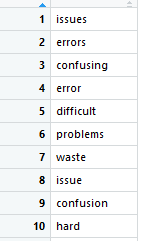 1 issues
2 errors
3 confusing
4 error
5 difficult
6 problems
7 waste
8 issue
9 confusion
10 hard